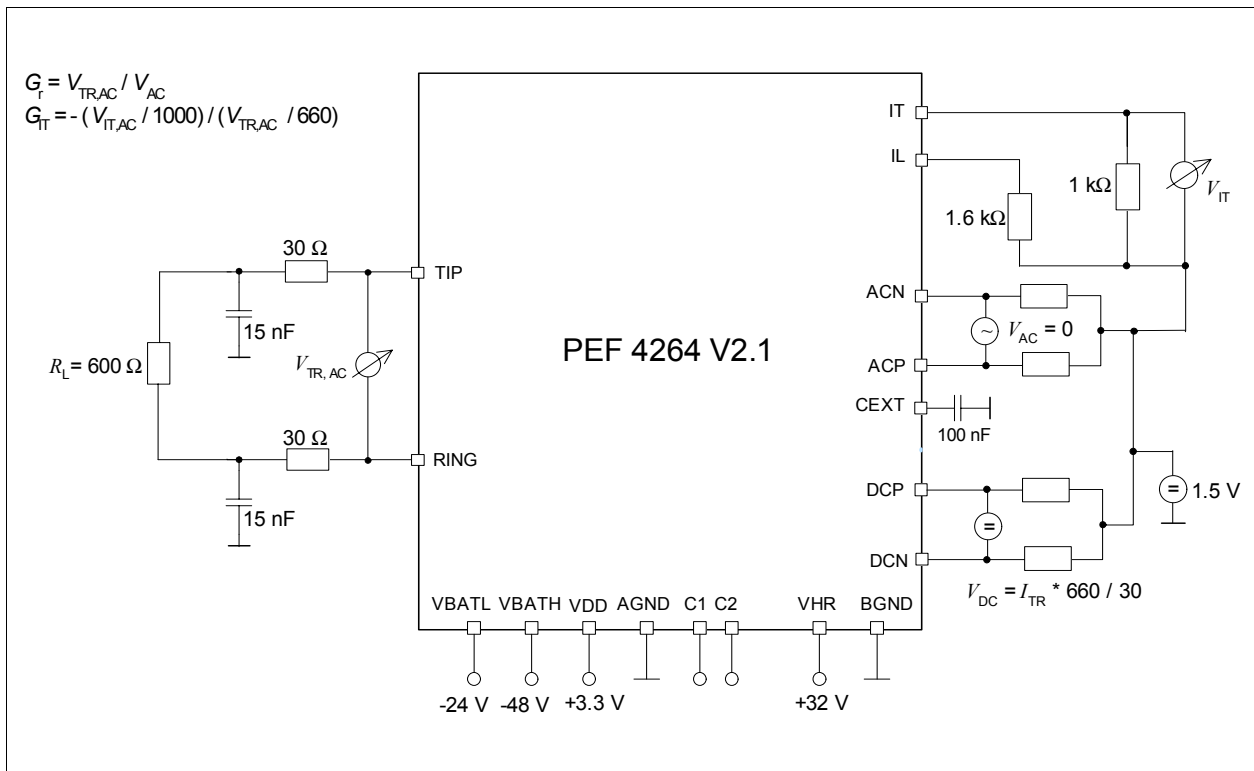 G_r = V_TR,AC / V_AC
G_IT = - ( V_IT,AC / 1000) / (V_TR,AC / 660)
IT
IL
1 kΩ
V_IT
1.6 kΩ
30 Ω
TIP
ACN
15 nF
V_AC = 0
~
PEF 4264 V2.1
R_L = 600 Ω
V_TR, AC
ACP
CEXT
100 nF
30 Ω
RING
DCP
=
1.5 V
15 nF
=
DCN
V_DC = I_TR * 660 / 30
VBATL VBATH VDD AGND C1 C2 VHR BGND
-24 V -48 V +3.3 V +32 V